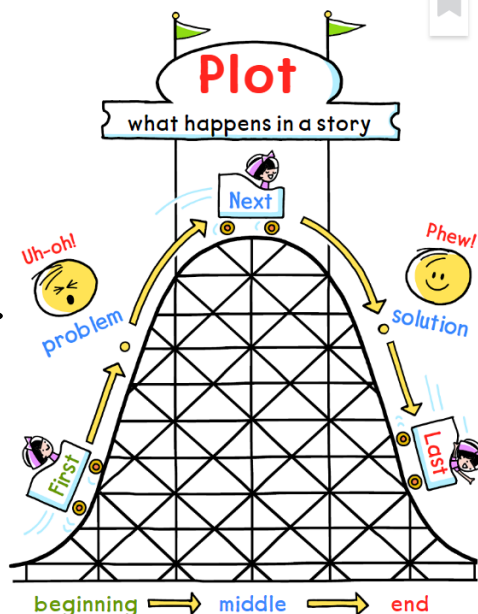 Plot
what happens in a story
Next
Uh-oh!
problem
Phew!
solution
First
Last
beginning
middle
end